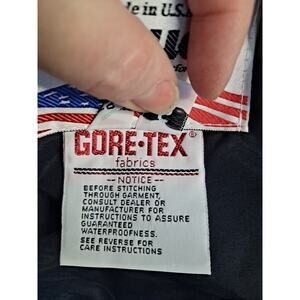 de in U.S.
GORE-TEX®
fabrics
-- NOTICE --
BEFORE STITCHING
THROUGH GARMENT,
CONSULT DEALER OR
MANUFACTURER FOR
INSTRUCTIONS TO ASSURE
GUARANTEED
WATERPROOFNESS.
SEE REVERSE FOR
CARE INSTRUCTIONS